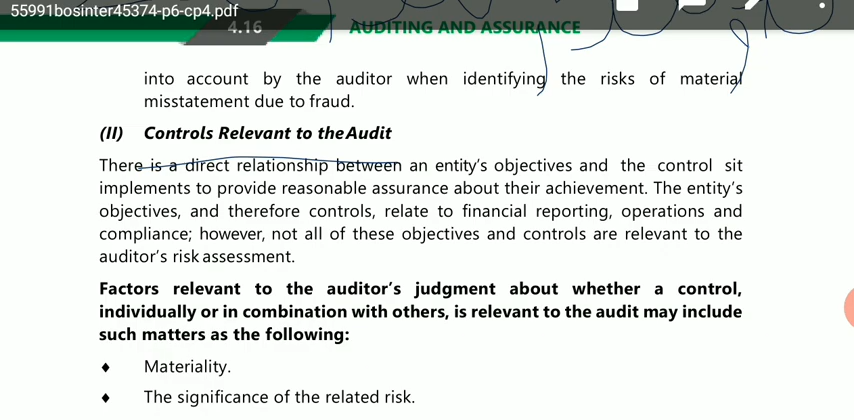 55991bosinter45374-p6-cp4.pdf
4.16 AUDITING AND ASSURANCE
into account by the auditor when identifying the risks of material
misstatement due to fraud.
(II) Controls Relevant to theAudit
There is a direct relationship between an entity's objectives and the control sit
implements to provide reasonable assurance about their achievement. The entity's
objectives, and therefore controls, relate to financial reporting, operations and
compliance; however, not all of these objectives and controls are relevant to the
auditor's risk assessment.
Factors relevant to the auditor's judgment about whether a control,
individually or in combination with others, is relevant to the audit may include
such matters as the following:
♦ Materiality.
♦ The significance of the related risk.